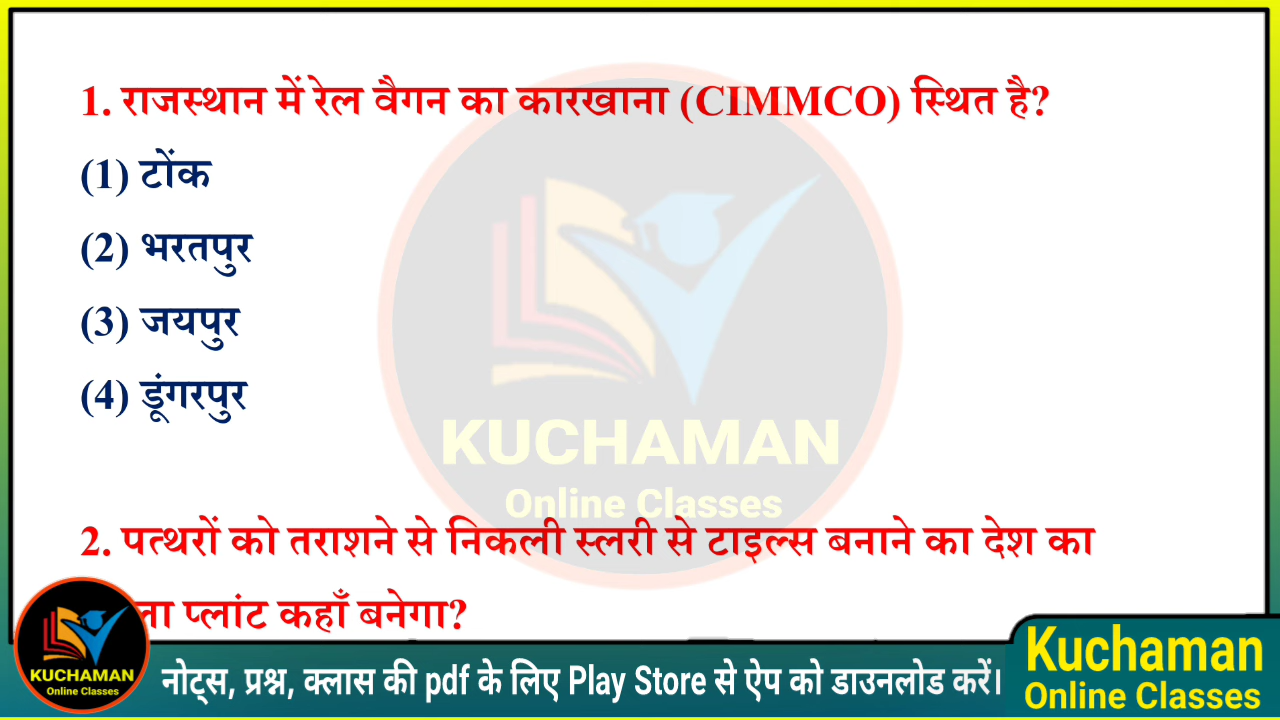 1. राजस्थान में रेल वैगन का कारखाना (CIMMCO) स्थित है?
(1) टोंक
(2) भरतपुर
(3) जयपुर
(4) डूंगरपुर
KUCHAMAN
Online Classes
2. पत्थरों को तराशने से निकली स्लरी से टाइल्स बनाने का देश का
प्लांट कहाँ बनेगा?
KUCHAMAN
Online Classes
नोट्स, प्रश्न, क्लास की pdf के लिए Play Store से ऐप को डाउनलोड करें।
Kuchaman
Online Classes